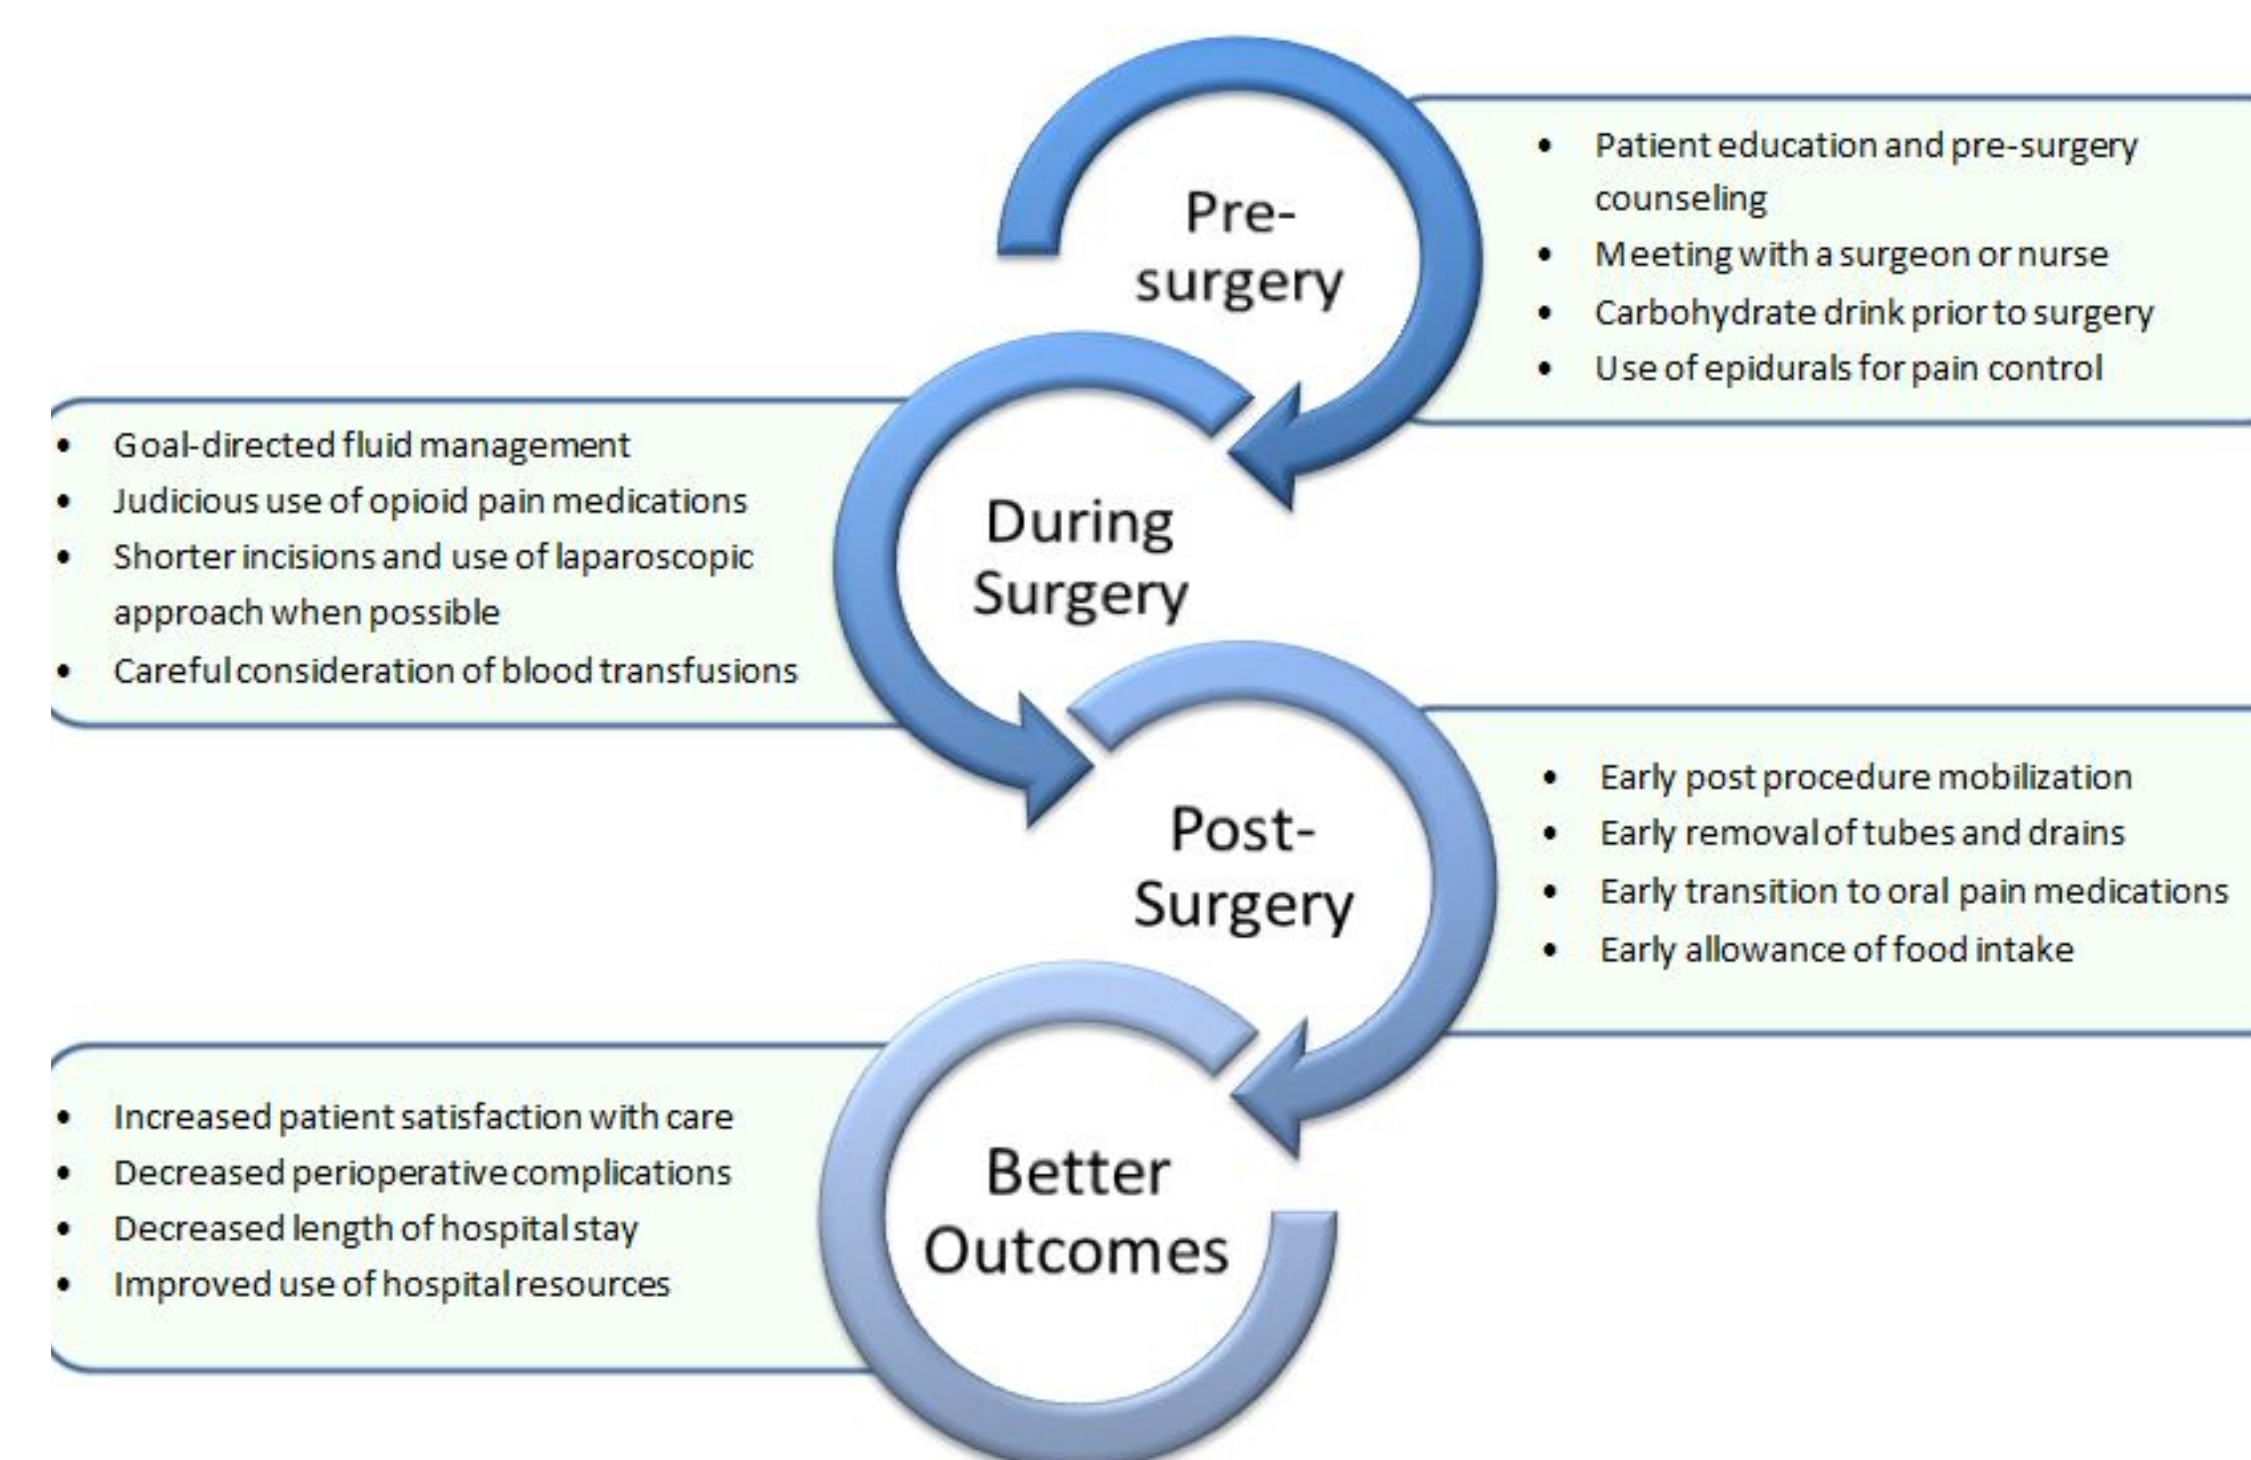 Pre-
surgery
• Patient education and pre-surgery
counseling
• Meeting with a surgeon or nurse
• Carbohydrate drink prior to surgery
• Use of epidurals for pain control
During
Surgery
• Goal-directed fluid management
• Judicious use of opioid pain medications
• Shorter incisions and use of laparoscopic
approach when possible
• Careful consideration of blood transfusions
Post-
Surgery
• Early post procedure mobilization
• Early removal of tubes and drains
• Early transition to oral pain medications
• Early allowance of food intake
Better
Outcomes
• Increased patient satisfaction with care
• Decreased perioperative complications
• Decreased length of hospital stay
• Improved use of hospital resources